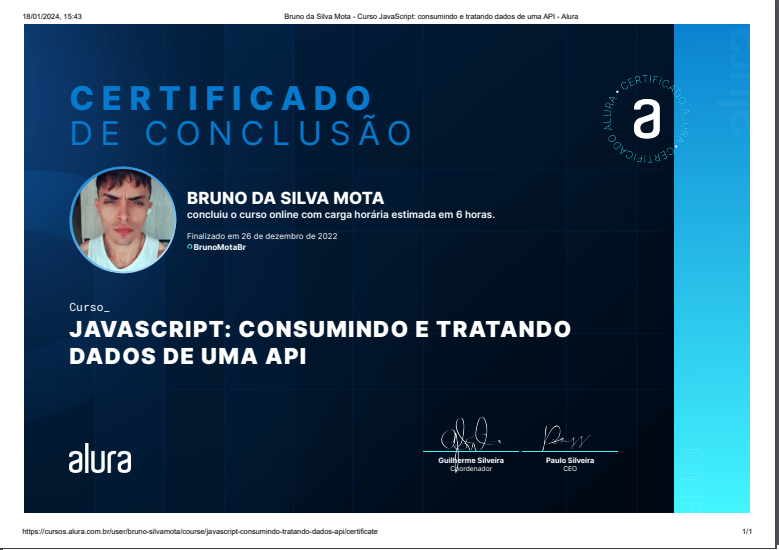 18/01/2024, 15:43
Bruno da Silva Mota - Curso JavaScript: consumindo e tratando dados de uma API - Alura
CERTIFICADO
DE CONCLUSÃO
CERTIFICADO ALURA • CERTIFICADO ALURA •
a
alura
BRUNO DA SILVA MOTA
concluiu o curso online com carga horária estimada em 6 horas.
Finalizado em 26 de dezembro de 2022
BrunoMotaBr
Curso_
JAVASCRIPT: CONSUMINDO E TRATANDO
DADOS DE UMA API
alura
Guilherme Silveira
Coordenador
Paulo Silveira
CEO
alura
https://cursos.alura.com.br/user/bruno-silvamota/course/javascript-consumindo-tratando-dados-api/certificate
1/1